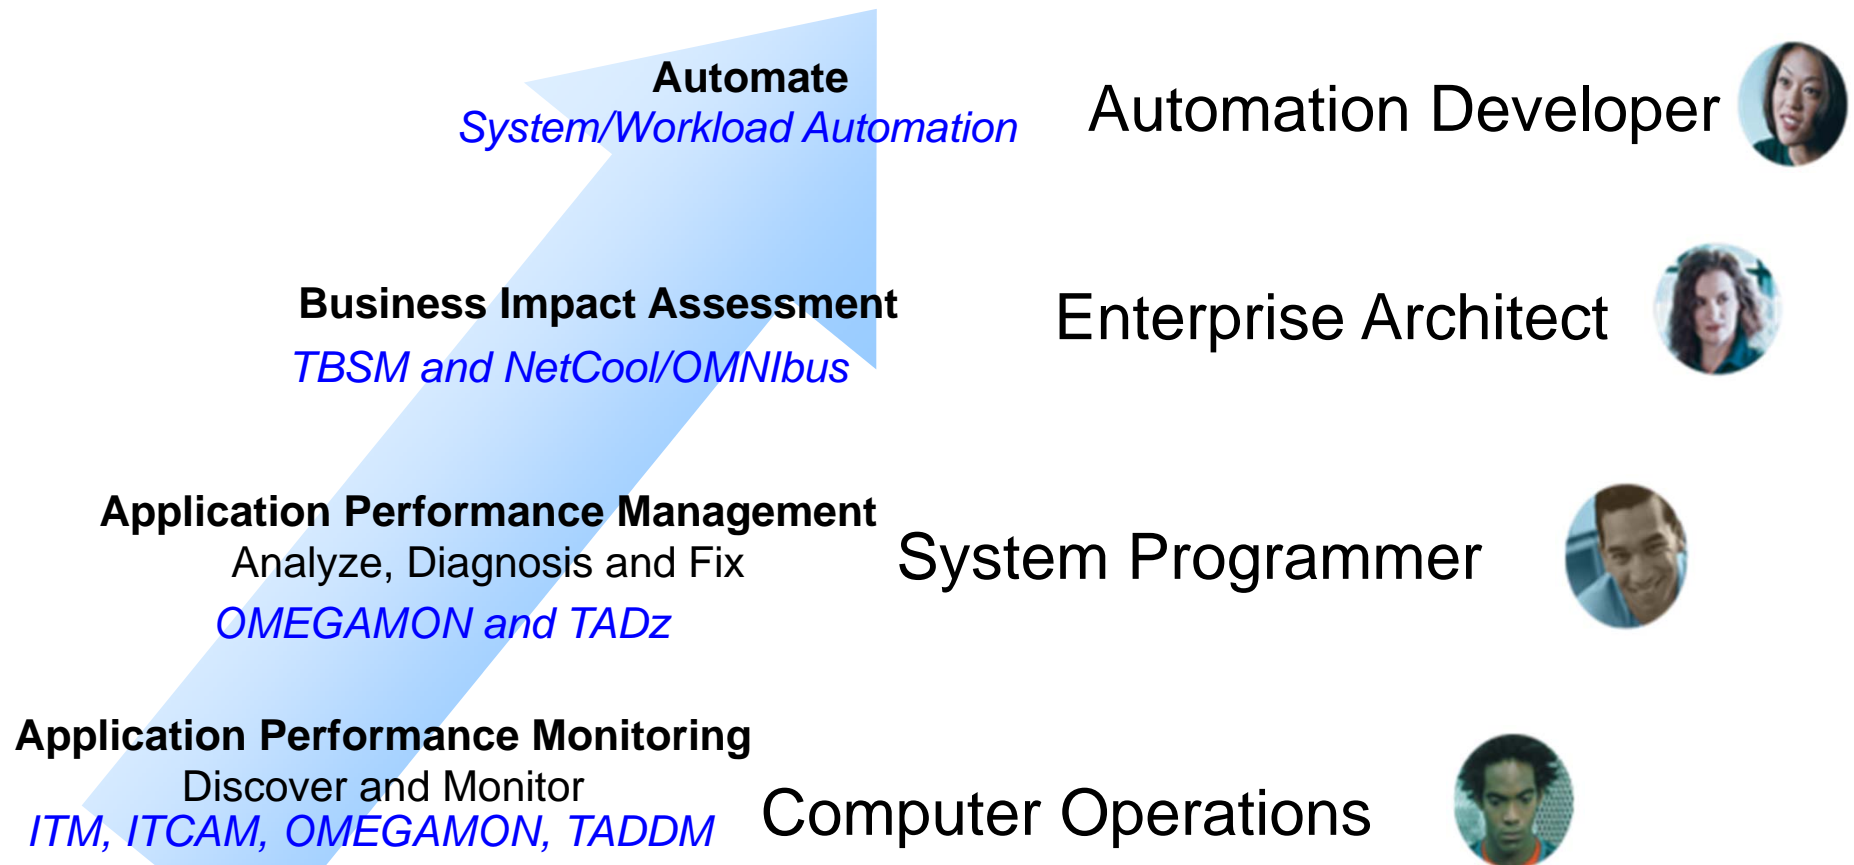 Automate
System/Workload Automation
Automation Developer
Business Impact Assessment
TBSM and NetCool/OMNIbus
Enterprise Architect
Application Performance Management
Analyze, Diagnosis and Fix
OMEGAMON and TADz
System Programmer
Application Performance Monitoring
Discover and Monitor
ITM, ITCAM, OMEGAMON, TADDM
Computer Operations